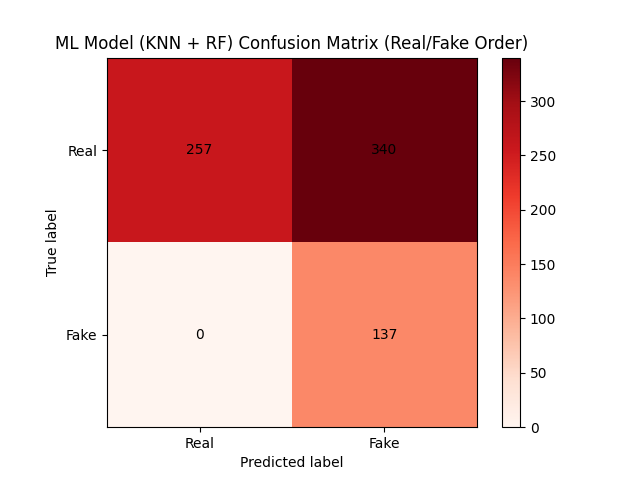 ML Model (KNN + RF) Confusion Matrix (Real/Fake Order)
True label
Real
257
340
Fake
0
137
Real
Fake
Predicted label
300
250
200
150
100
50
0